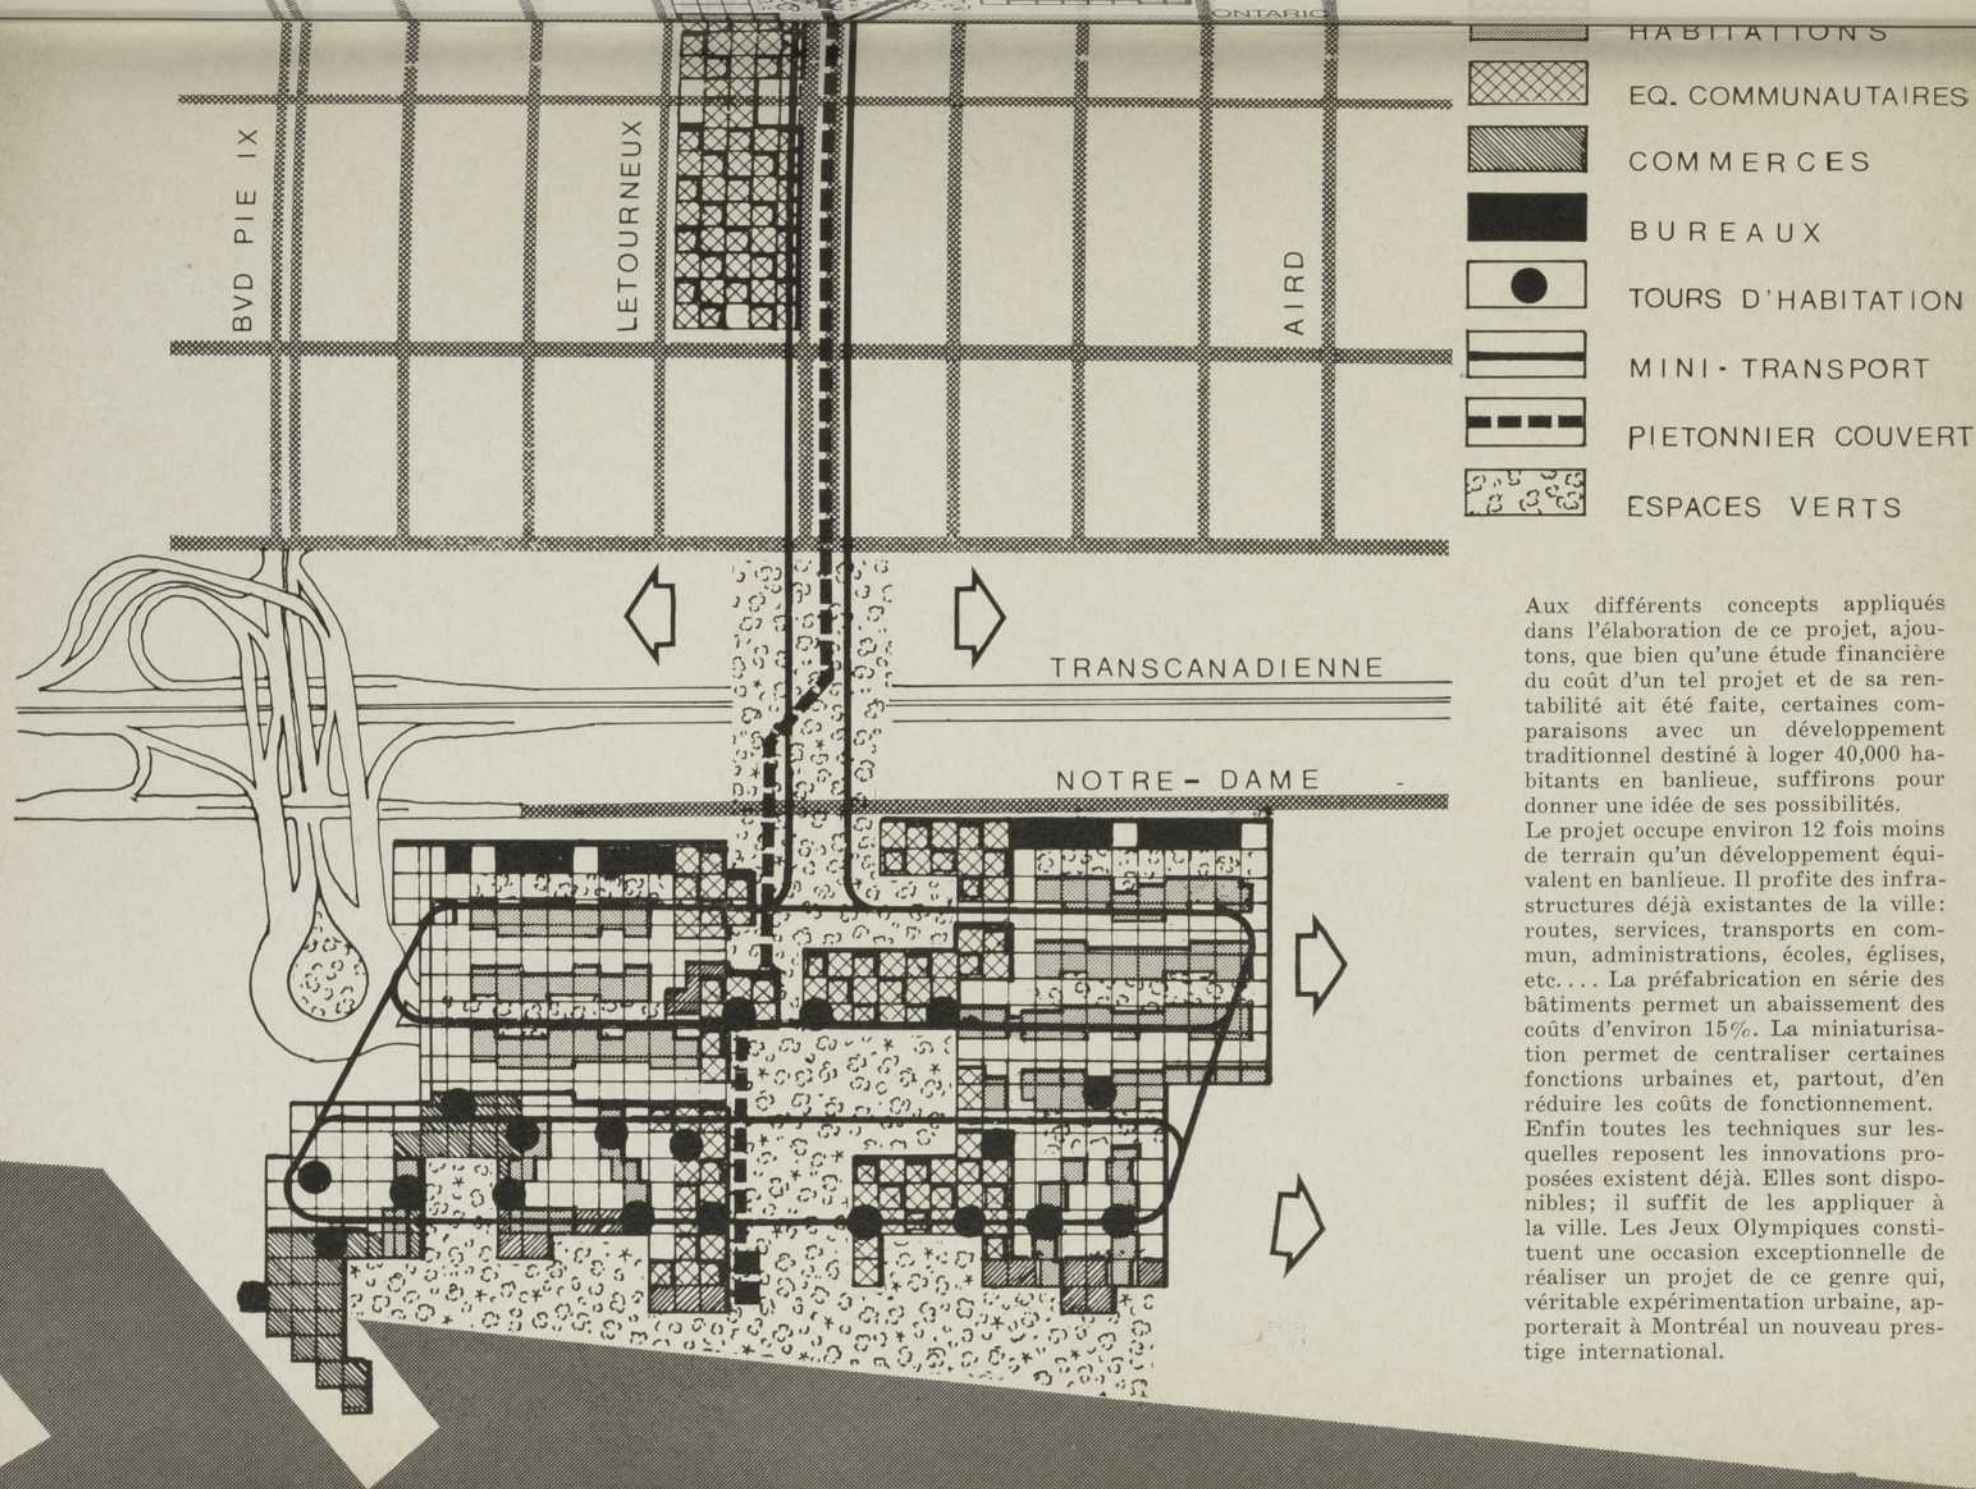 ONTARIO
HABITATIONS
EQ. COMMUNAUTAIRES
COMMERCES
BUREAUX
TOURS D'HABITATION
MINI-TRANSPORT
PIETONNIER COUVERT
ESPACES VERTS
BVD PIE IX
LETOURNEUX
AIRD
TRANSCANADIENNE
NOTRE-DAME
Aux différents concepts appliqués
dans l'élaboration de ce projet, ajou-
tons, que bien qu'une étude financière
du coût d'un tel projet et de sa ren-
tabilité ait été faite, certaines com-
paraisons avec un développement
traditionnel destiné à loger 40,000 ha-
bitants en banlieue, suffirons pour
donner une idée de ses possibilités.
Le projet occupe environ 12 fois moins
de terrain qu'un développement équi-
valent en banlieue. Il profite des infra-
structures déjà existantes de la ville:
routes, services, transports en com-
mun, administrations, écoles, églises,
etc.... La préfabrication en série des
bâtiments permet un abaissement des
coûts d'environ 15%. La miniaturisa-
tion permet de centraliser certaines
fonctions urbaines et, partout, d'en
réduire les coûts de fonctionnement.
Enfin toutes les techniques sur les-
quelles reposent les innovations pro-
posées existent déjà. Elles sont dispo-
nibles; il suffit de les appliquer à
la ville. Les Jeux Olympiques consti-
tuent une occasion exceptionnelle de
réaliser un projet de ce genre qui,
véritable expérimentation urbaine, ap-
porterait à Montréal un nouveau pres-
tige international.